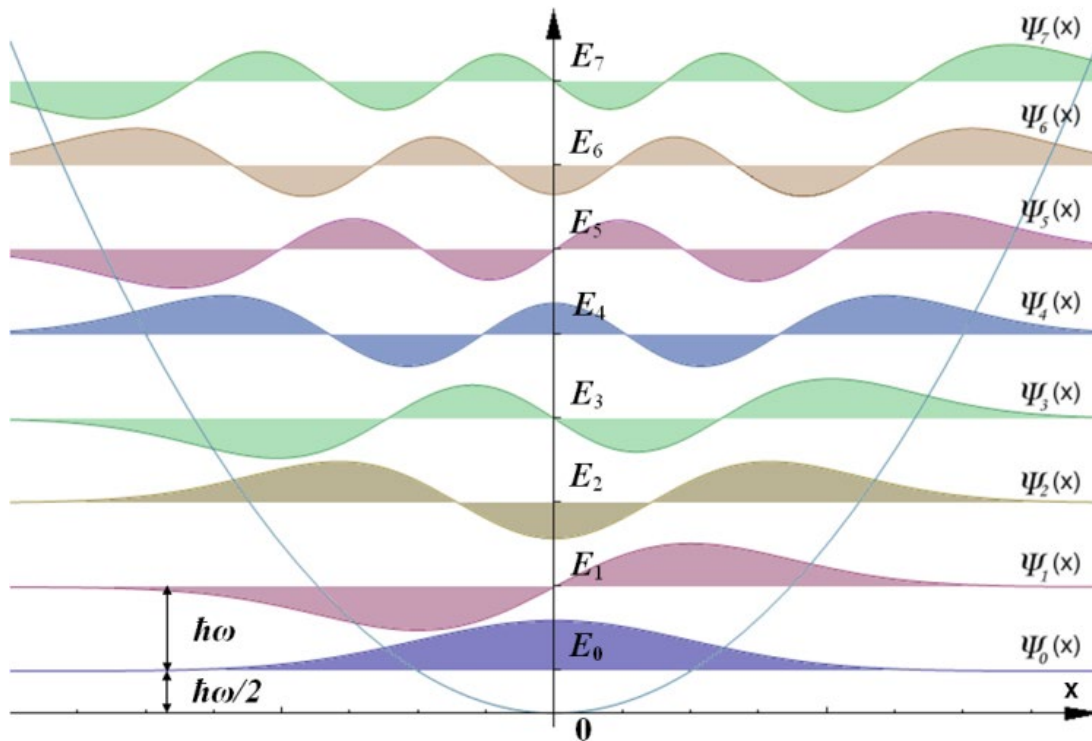 E₇ Ψ₇(x)
E₆ Ψ₆(x)
E₅ Ψ₅(x)
E₄ Ψ₄(x)
E₃ Ψ₃(x)
E₂ Ψ₂(x)
E₁ Ψ₁(x)
ħω
E₀ Ψ₀(x)
ħω/2
x
0